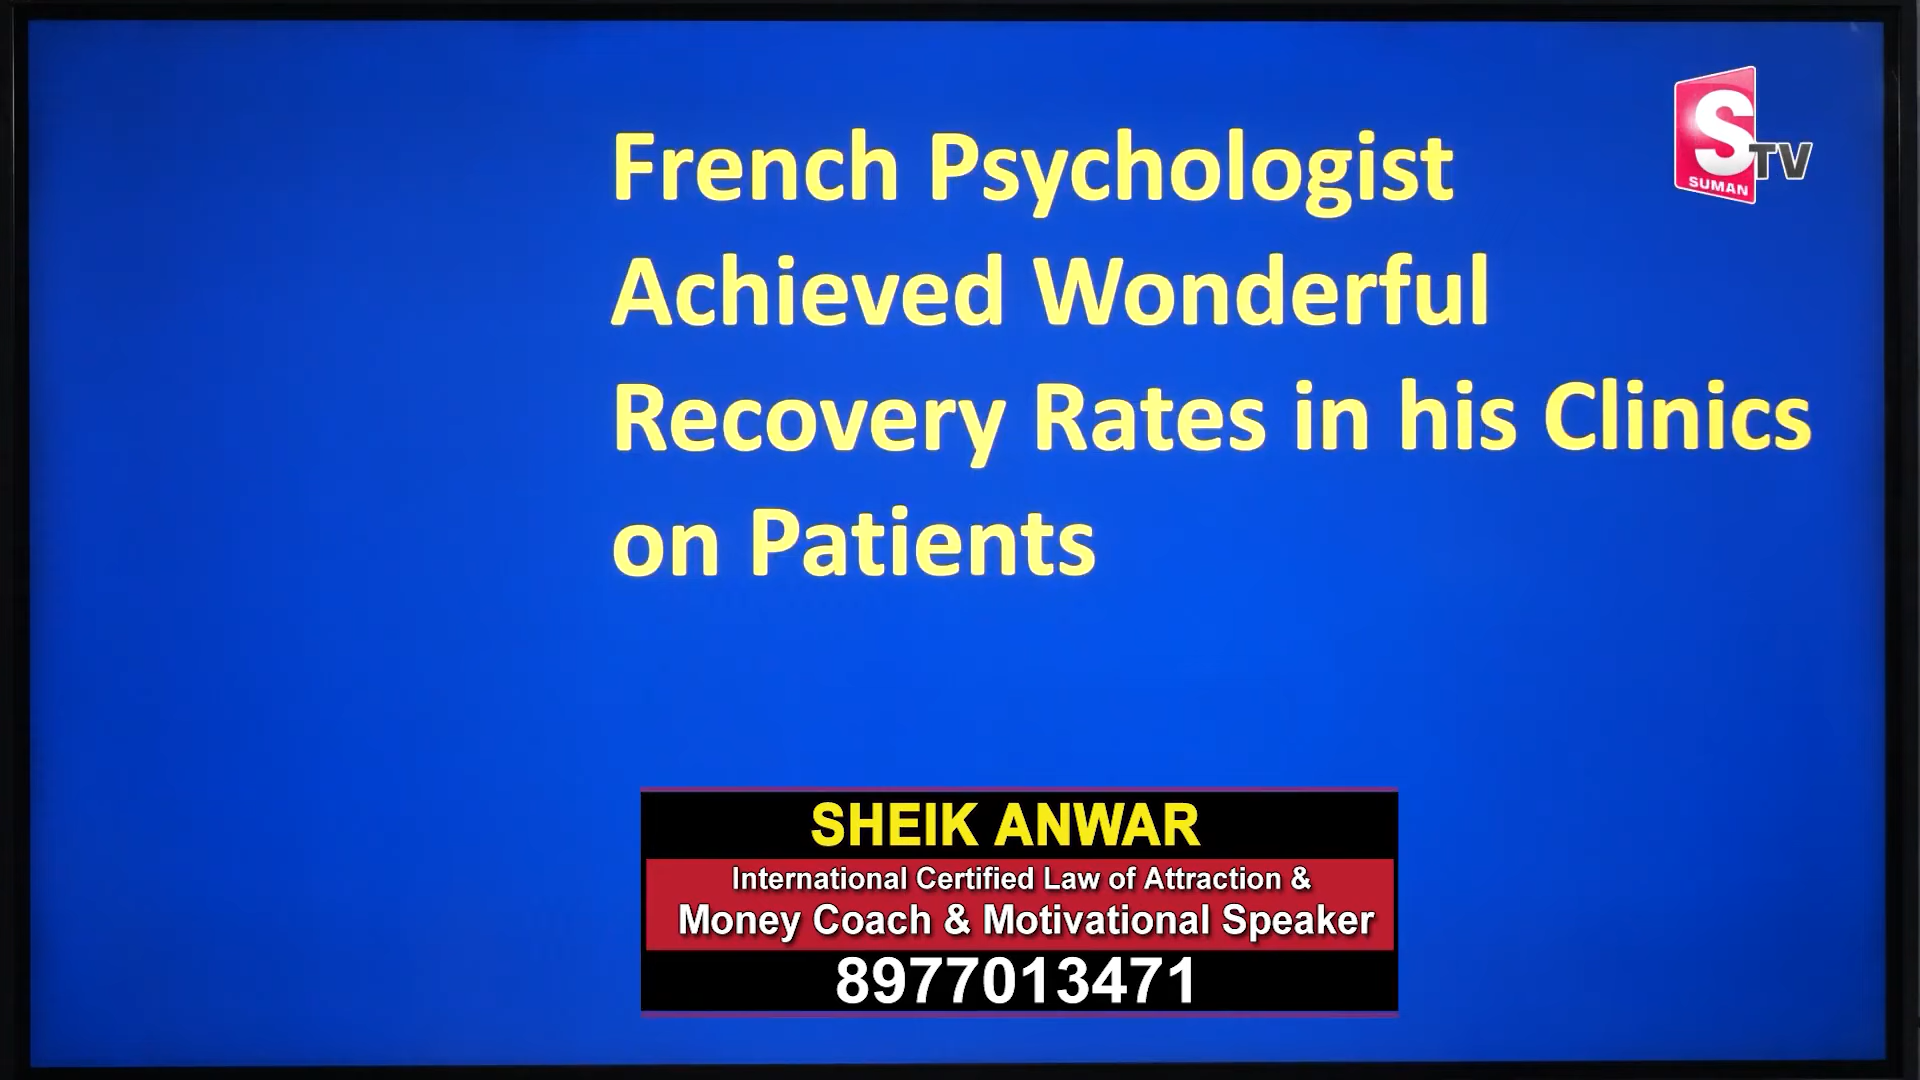 French Psychologist
Achieved Wonderful
Recovery Rates in his Clinics
on Patients
S TV
SUMAN
SHEIK ANWAR
International Certified Law of Attraction &
Money Coach & Motivational Speaker
8977013471